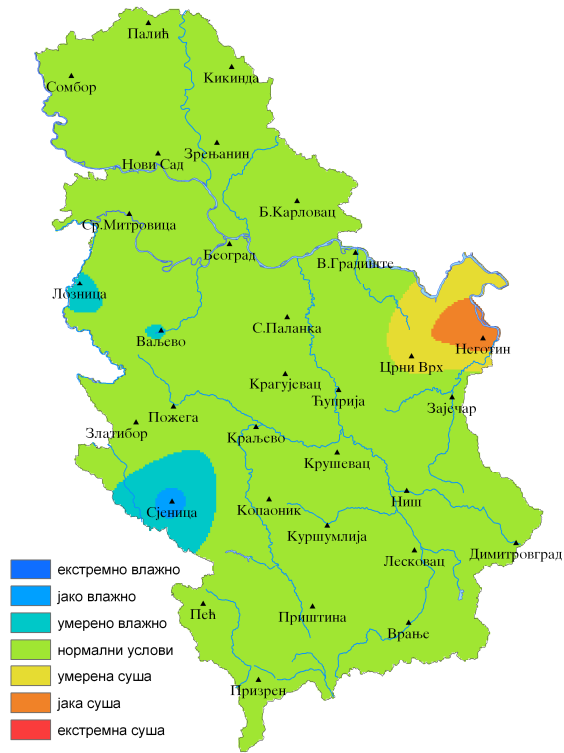 Палић
Кикинда
Сомбор
Зрењанин
Нови Сад
Б.Карловац
Ср.Митровица
Београд
В.Градиште
Лозница
С.Паланка
Ваљево
Неготин
Црни Врх
Крагујевац
Ћуприја
Зајечар
Пожега
Златибор
Краљево
Крушевац
Ниш
Сјеница
Копаоник
Куршумлија
Димитровград
Лесковац
екстремно влажно
јако влажно
Пећ
Приштина
умерено влажно
Врање
нормални услови
умерена суша
Призрен
јака суша
екстремна суша